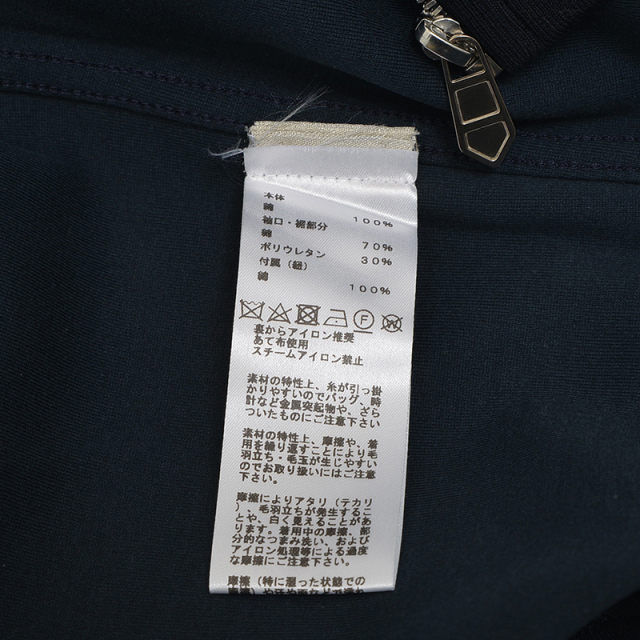 本体
綿 100%
袖口・裾部分
綿 70%
ポリウレタン 30%
付属（紐）
綿 100%
F W
裏からアイロン推奨
あて布使用
スチームアイロン禁止
素材の特性上、糸が引っ掛
かりやすいのでバッグ、時
計など金属突起物や、ざら
ついたものにご注意下さい
素材の特性上、摩擦や、着
用を繰り返すことにより毛
羽立ち・毛玉が生じやすい
のでお取り扱いにはご注意
下さい。
摩擦によりアタリ（テカリ
）、毛羽立ちが発生するこ
とや、白く見えることがあ
ります。着用中の摩擦、部
分的なつまみ洗い、および
アイロン処理等による過度
な摩擦にご注意下さい。
摩擦（特に湿った状態での